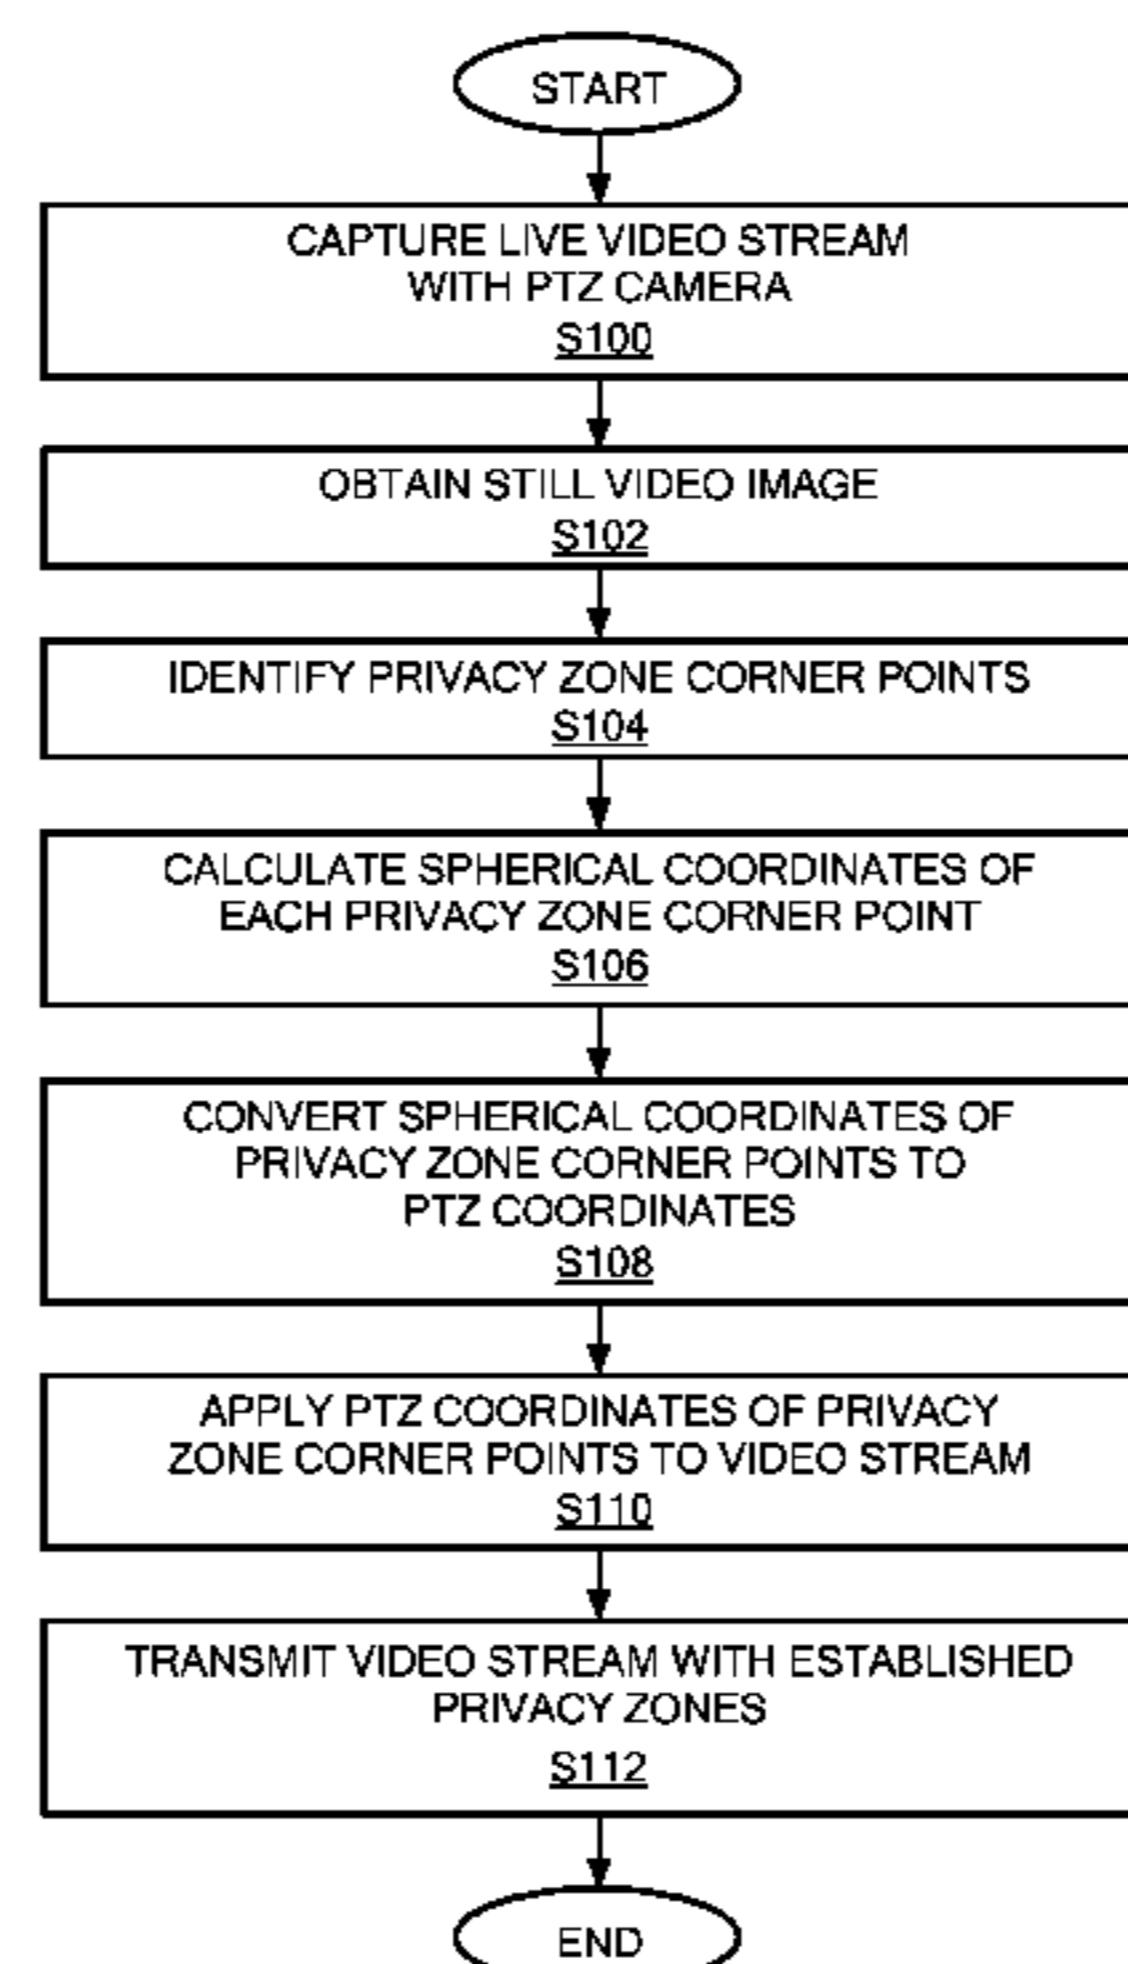 START
CAPTURE LIVE VIDEO STREAM
WITH PTZ CAMERA
S100
OBTAIN STILL VIDEO IMAGE
S102
IDENTIFY PRIVACY ZONE CORNER POINTS
S104
CALCULATE SPHERICAL COORDINATES OF
EACH PRIVACY ZONE CORNER POINT
S106
CONVERT SPHERICAL COORDINATES OF
PRIVACY ZONE CORNER POINTS TO
PTZ COORDINATES
S108
APPLY PTZ COORDINATES OF PRIVACY
ZONE CORNER POINTS TO VIDEO STREAM
S110
TRANSMIT VIDEO STREAM WITH ESTABLISHED
PRIVACY ZONES
S112
END